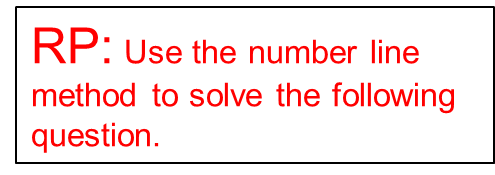 RP: Use the number line
method to solve the following
question.